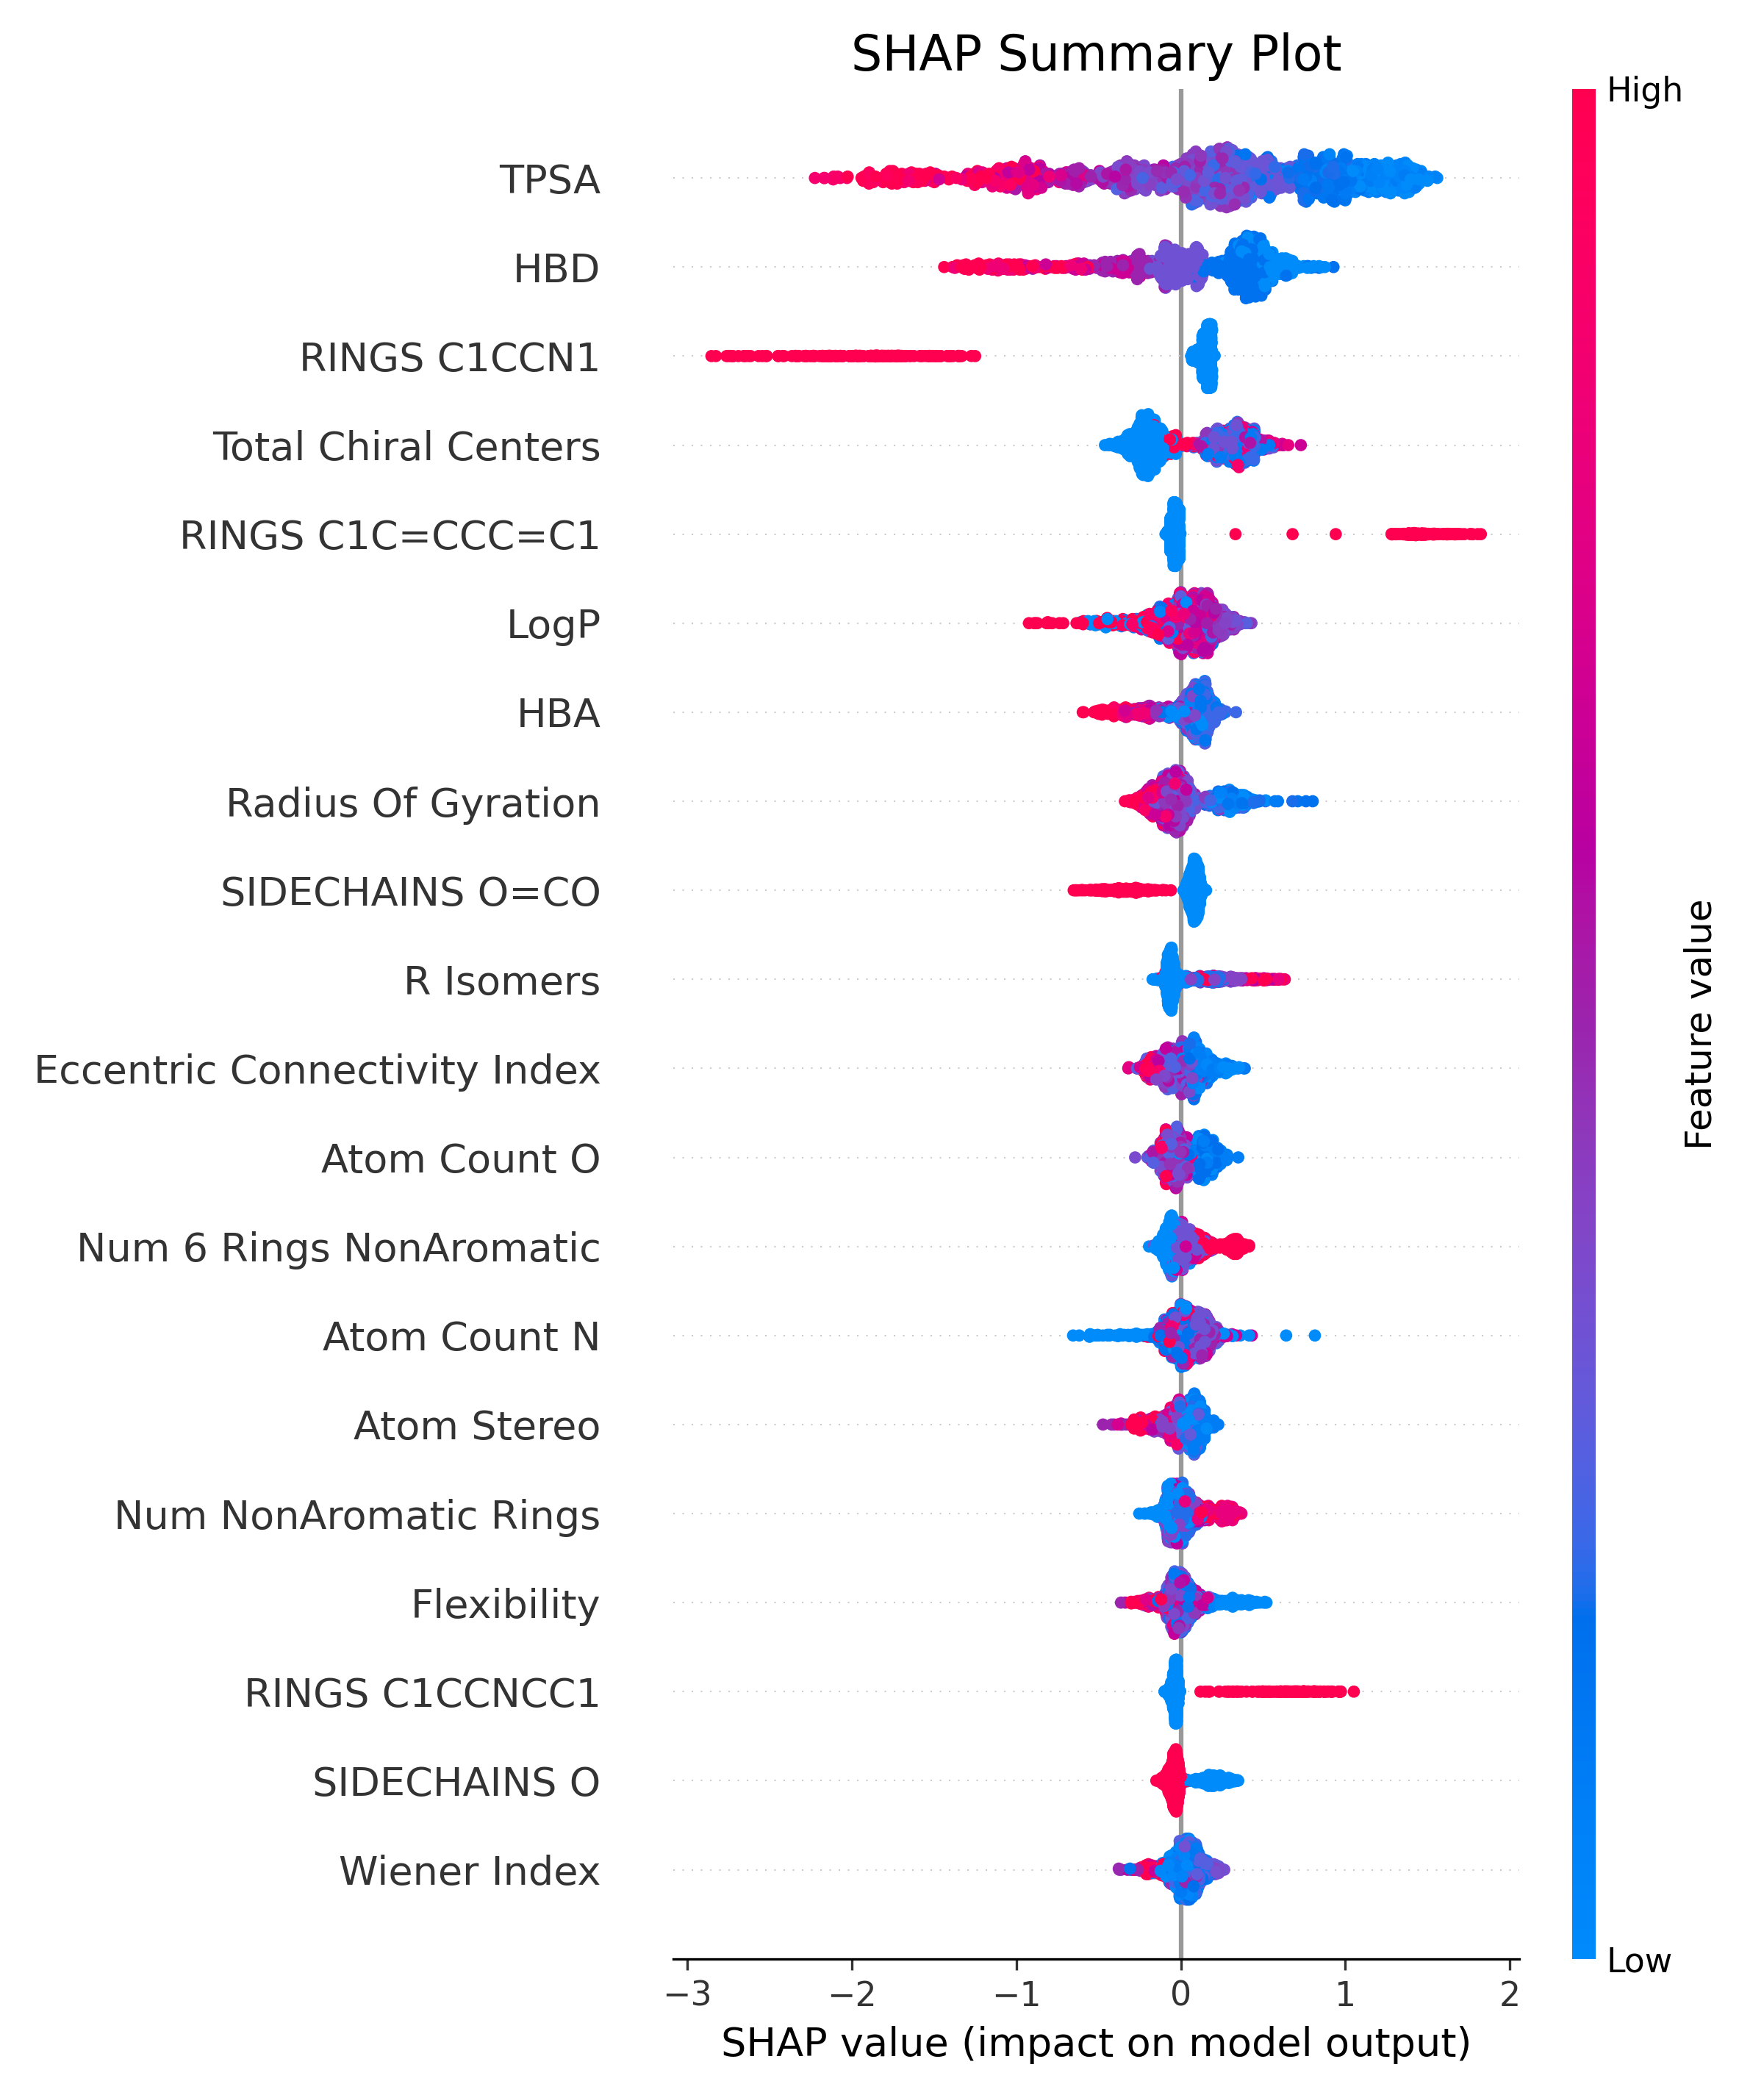 SHAP Summary Plot
High
TPSA
HBD
RINGS C1CCN1
Total Chiral Centers
RINGS C1C=CCC=C1
LogP
HBA
Radius Of Gyration
SIDECHAINS O=CO
R Isomers
Eccentric Connectivity Index
Atom Count O
Num 6 Rings NonAromatic
Atom Count N
Atom Stereo
Num NonAromatic Rings
Flexibility
RINGS C1CCNCC1
SIDECHAINS O
Wiener Index
Feature value
Low
−3 −2 −1 0 1 2
SHAP value (impact on model output)